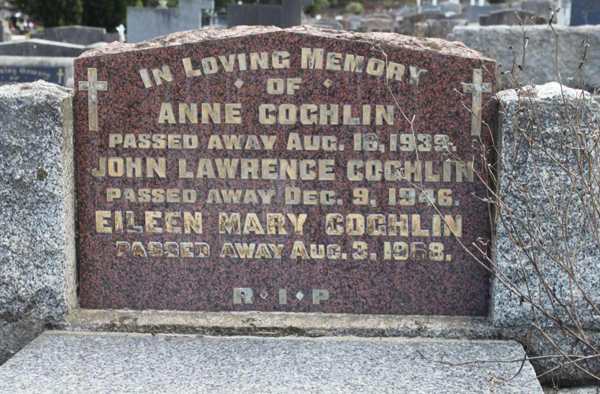 IN LOVING MEMORY
OF
ANNE COGHLIN
PASSED AWAY AUG. 16, 1939.
JOHN LAWRENCE COGHLIN
PASSED AWAY DEC. 9, 1946.
EILEEN MARY COGHLIN
PASSED AWAY AUG. 3, 1968.
R · I · P